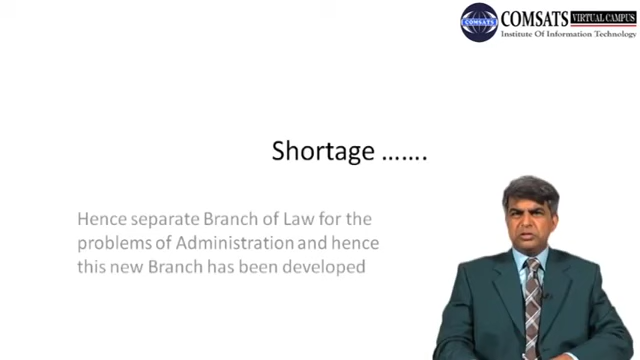 COMSATS VIRTUAL CAMPUS
Institute Of Information Technology
Shortage …….
Hence separate Branch of Law for the
problems of Administration and hence
this new Branch has been developed